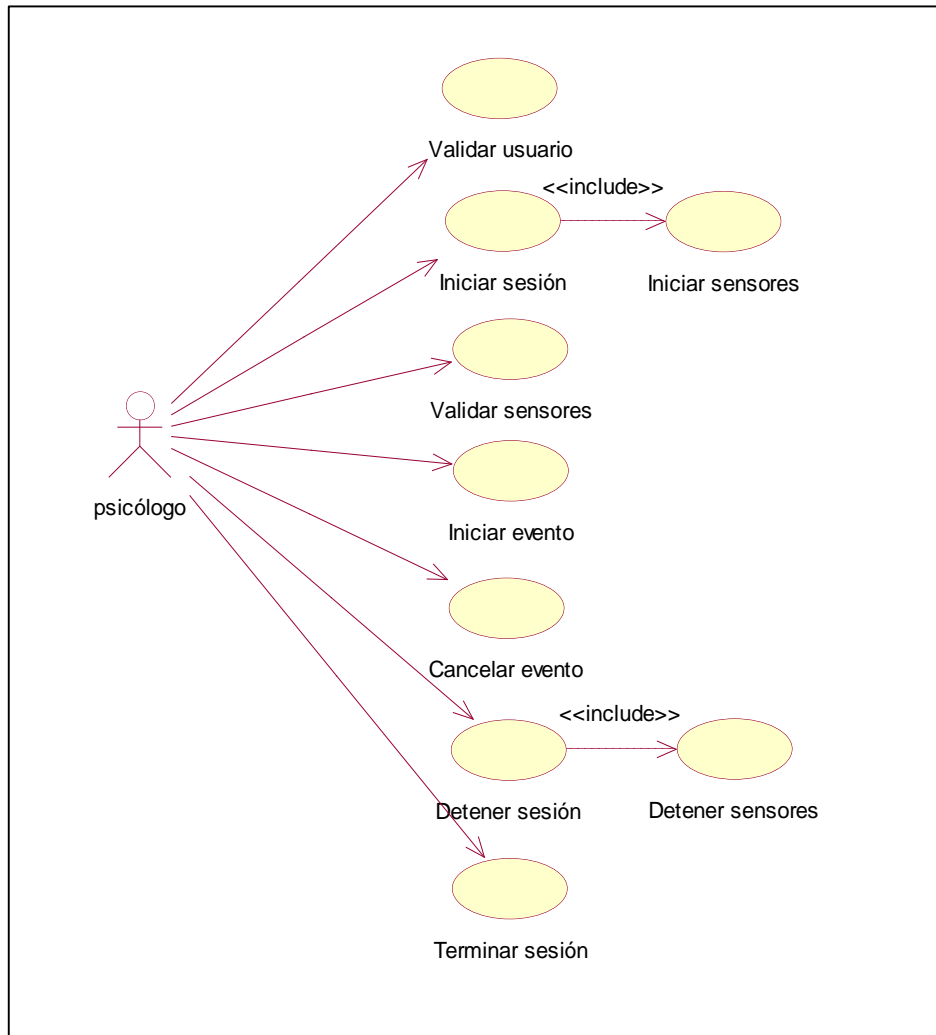 Validar usuario
<<include>>
Iniciar sesión
Iniciar sensores
Validar sensores
psicólogo
Iniciar evento
Cancelar evento
<<include>>
Detener sesión
Detener sensores
Terminar sesión